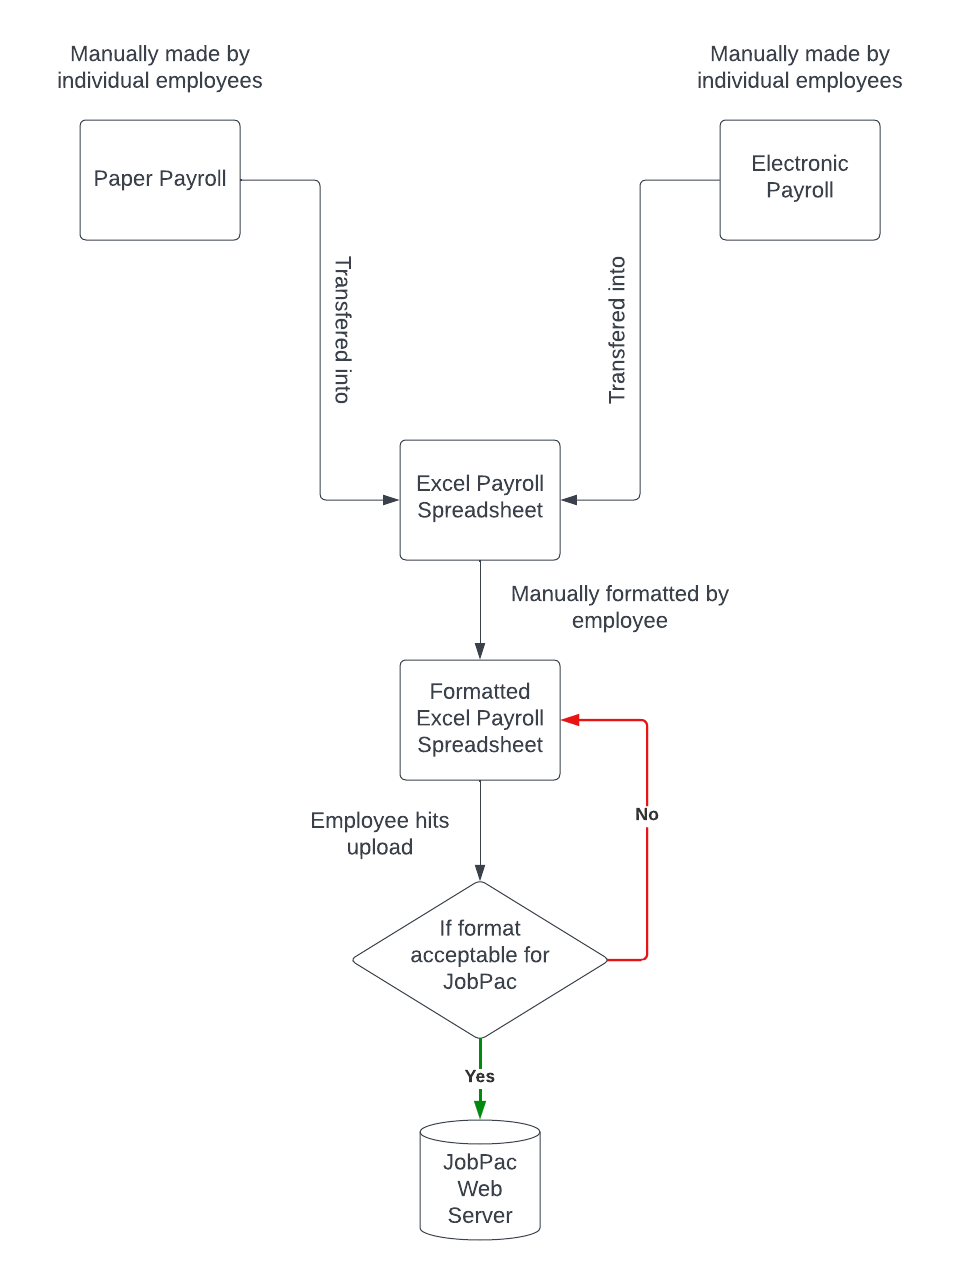 Manually made by
individual employees
Manually made by
individual employees
Paper Payroll
Electronic
Payroll
Transfered into
Transfered into
Excel Payroll
Spreadsheet
Manually formatted by
employee
Formatted
Excel Payroll
Spreadsheet
No
Employee hits
upload
If format
acceptable for
JobPac
Yes
JobPac
Web
Server